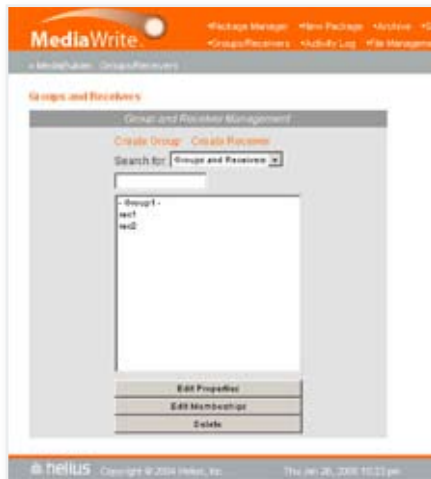 MediaWrite
•Package Manager •New Package •Archive
•Groups/Receivers •Activity Log •File Management
Groups/Receivers
Groups and Receivers
Group and Receiver Management
Create Group Create Receiver
Search for: Groups and Receivers
- Group1 -
rec1
rec2
Edit Properties
Edit Memberships
Delete
helius Copyright © 2004 Helius, Inc.